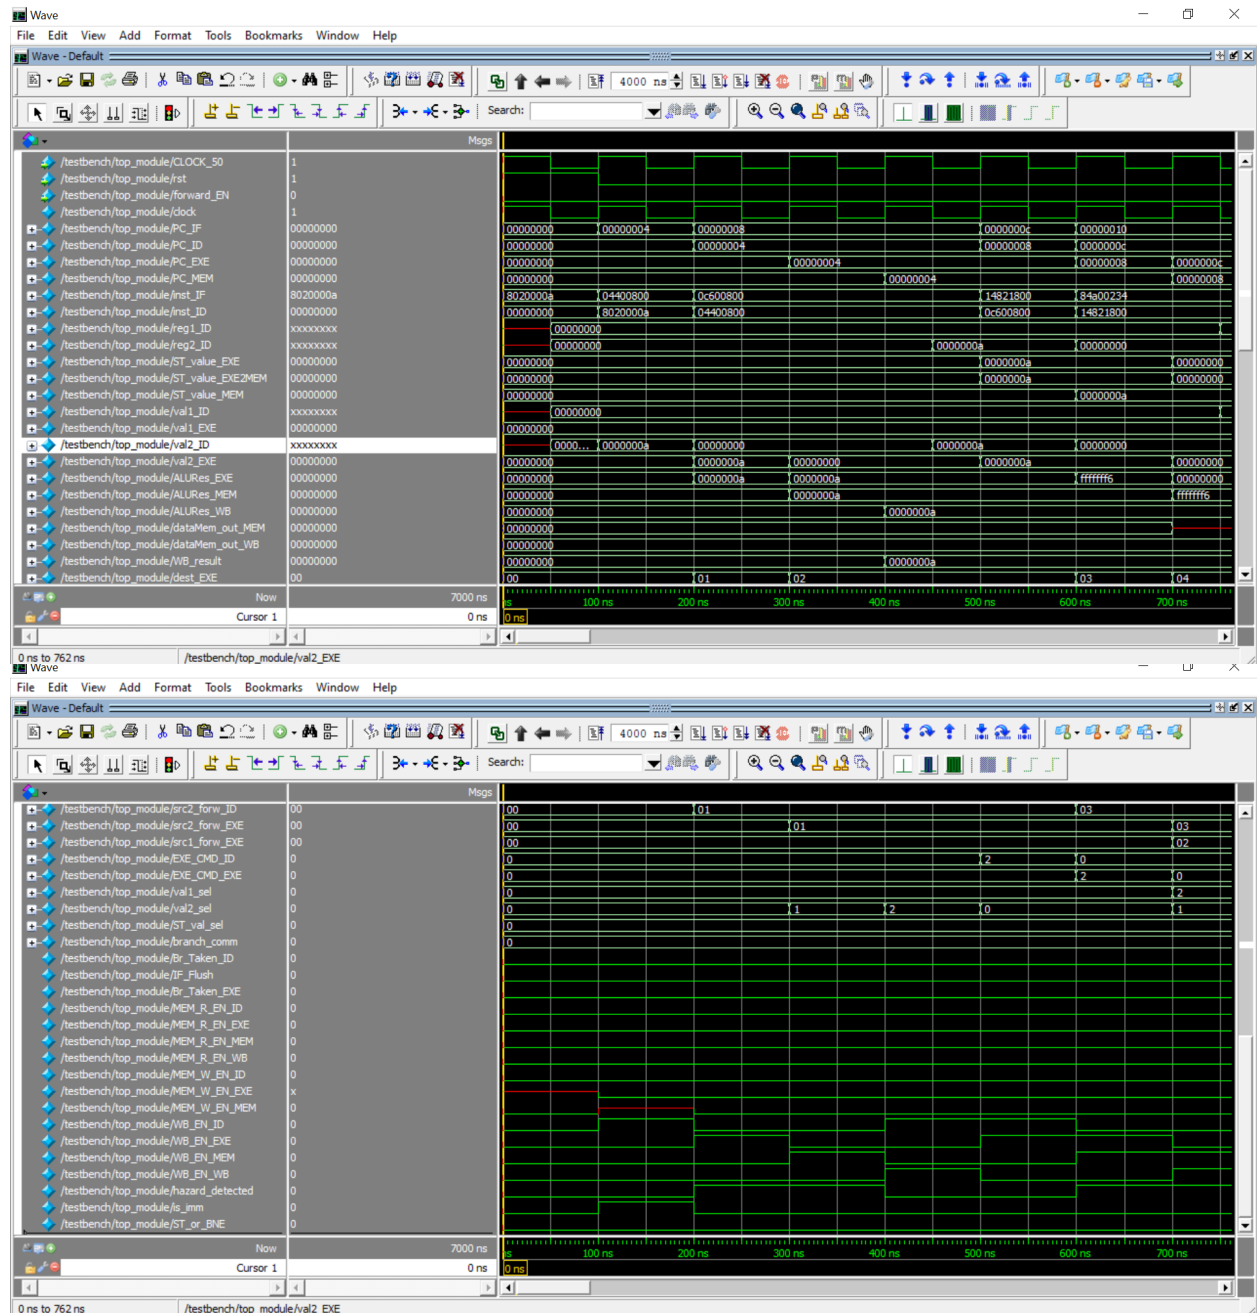 Wave
File Edit View Add Format Tools Bookmarks Window Help
Wave - Default
4000 ns
Search:
Msgs
/testbench/top_module/CLOCK_50 1
/testbench/top_module/rst 1
/testbench/top_module/forward_EN 0
/testbench/top_module/clock 1
/testbench/top_module/PC_IF 00000000 00000000 00000004 00000008 0000000c 00000010
/testbench/top_module/PC_ID 00000000 00000000 00000004 00000008 0000000c
/testbench/top_module/PC_EXE 00000000 00000000 00000004 00000008 0000000c
/testbench/top_module/PC_MEM 00000000 00000000 00000004 00000008
/testbench/top_module/inst_IF 8020000a 8020000a 04400800 0c600800 14821800 84a00234
/testbench/top_module/inst_ID 00000000 00000000 8020000a 04400800 0c600800 14821800
/testbench/top_module/reg1_ID xxxxxxxx 00000000
/testbench/top_module/reg2_ID xxxxxxxx 00000000 0000000a 00000000
/testbench/top_module/ST_value_EXE 00000000 00000000 0000000a 00000000
/testbench/top_module/ST_value_EXE2MEM 00000000 00000000 0000000a 00000000
/testbench/top_module/ST_value_MEM 00000000 00000000 0000000a
/testbench/top_module/val1_ID xxxxxxxx 00000000
/testbench/top_module/val1_EXE 00000000 00000000
/testbench/top_module/val2_ID xxxxxxxx 0000... 0000000a 00000000 0000000a 00000000
/testbench/top_module/val2_EXE 00000000 00000000 0000000a 00000000 0000000a 00000000
/testbench/top_module/ALURes_EXE 00000000 00000000 0000000a 0000000a fffffff6 00000000
/testbench/top_module/ALURes_MEM 00000000 00000000 0000000a fffffff6
/testbench/top_module/ALURes_WB 00000000 00000000 0000000a
/testbench/top_module/dataMem_out_MEM 00000000 00000000
/testbench/top_module/dataMem_out_WB 00000000 00000000
/testbench/top_module/WB_result 00000000 00000000 0000000a
/testbench/top_module/dest_EXE 00 00 01 02 03 04
Now 7000 ns ns 100 ns 200 ns 300 ns 400 ns 500 ns 600 ns 700 ns
Cursor 1 0 ns 0 ns
0 ns to 762 ns /testbench/top_module/val2_EXE
Wave
File Edit View Add Format Tools Bookmarks Window Help
Wave - Default
4000 ns
Search:
Msgs
/testbench/top_module/src2_forw_ID 00 00 01 03
/testbench/top_module/src2_forw_EXE 00 00 01 03
/testbench/top_module/src1_forw_EXE 00 00 02
/testbench/top_module/EXE_CMD_ID 0 0 2 0
/testbench/top_module/EXE_CMD_EXE 0 0 2 0
/testbench/top_module/val1_sel 0 0 2
/testbench/top_module/val2_sel 0 0 1 2 0 1
/testbench/top_module/ST_val_sel 0 0
/testbench/top_module/branch_comm 0 0
/testbench/top_module/Br_Taken_ID 0
/testbench/top_module/IF_Flush 0
/testbench/top_module/Br_Taken_EXE 0
/testbench/top_module/MEM_R_EN_ID 0
/testbench/top_module/MEM_R_EN_EXE 0
/testbench/top_module/MEM_R_EN_MEM 0
/testbench/top_module/MEM_R_EN_WB 0
/testbench/top_module/MEM_W_EN_ID 0
/testbench/top_module/MEM_W_EN_EXE x
/testbench/top_module/MEM_W_EN_MEM 0
/testbench/top_module/WB_EN_ID 0
/testbench/top_module/WB_EN_EXE 0
/testbench/top_module/WB_EN_MEM 0
/testbench/top_module/WB_EN_WB 0
/testbench/top_module/hazard_detected 0
/testbench/top_module/is_imm 0
/testbench/top_module/ST_or_BNE 0
Now 7000 ns ns 100 ns 200 ns 300 ns 400 ns 500 ns 600 ns 700 ns
Cursor 1 0 ns 0 ns
0 ns to 762 ns /testbench/top_module/val2_EXE